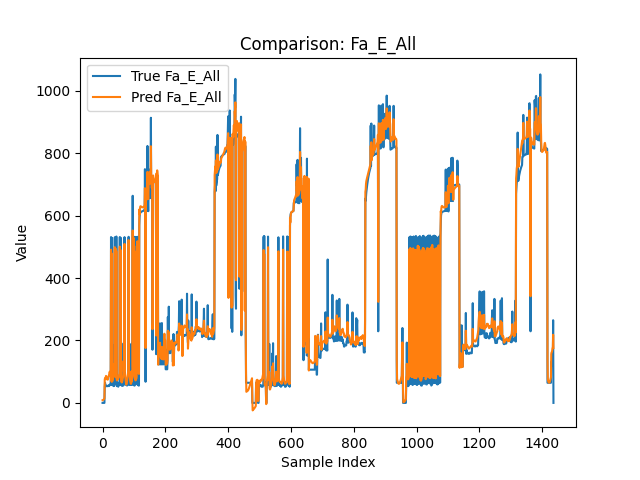 Comparison: Fa_E_All
True Fa_E_All
Pred Fa_E_All
1000
800
600
400
200
0
Value
0 200 400 600 800 1000 1200 1400
Sample Index